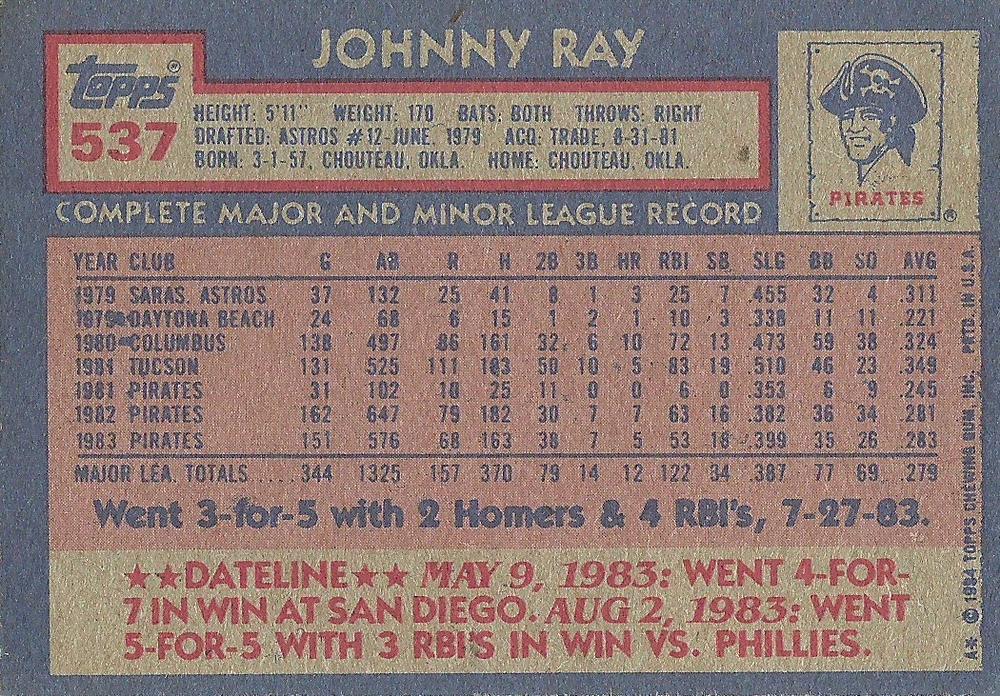 JOHNNY RAY
Topps®
537
HEIGHT: 5'11" WEIGHT: 170 BATS: BOTH THROWS: RIGHT
DRAFTED: ASTROS #12-JUNE, 1979 ACQ: TRADE, 8-31-81
BORN: 3-1-57, CHOUTEAU, OKLA. HOME: CHOUTEAU, OKLA.
PIRATES ®
COMPLETE MAJOR AND MINOR LEAGUE RECORD
YEAR CLUB G AB R H 2B 3B HR RBI SB SLG BB SO AVG
1979 SARAS. ASTROS 37 132 25 41 8 1 3 25 7 .455 32 4 .311
1979 DAYTONA BEACH 24 68 6 15 1 2 1 10 3 .338 11 11 .221
1980 COLUMBUS 138 497 86 161 32 6 10 72 13 .473 59 38 .324
1981 TUCSON 131 525 111 183 50 10 5 83 19 .510 46 23 .349
1981 PIRATES 31 102 10 25 11 0 0 6 0 .353 6 9 .245
1982 PIRATES 162 647 79 182 30 7 7 63 16 .382 36 34 .281
1983 PIRATES 151 576 68 163 38 7 5 53 18 .399 35 26 .283
MAJOR LEA. TOTALS..... 344 1325 157 370 79 14 12 122 34 .387 77 69 .279
Went 3-for-5 with 2 Homers & 4 RBI's, 7-27-83.
★★DATELINE★★ MAY 9, 1983: WENT 4-FOR-
7 IN WIN AT SAN DIEGO. AUG 2, 1983: WENT
5-FOR-5 WITH 3 RBI'S IN WIN VS. PHILLIES.
A* © 1984 TOPPS CHEWING GUM, INC. PRTD. IN U.S.A.